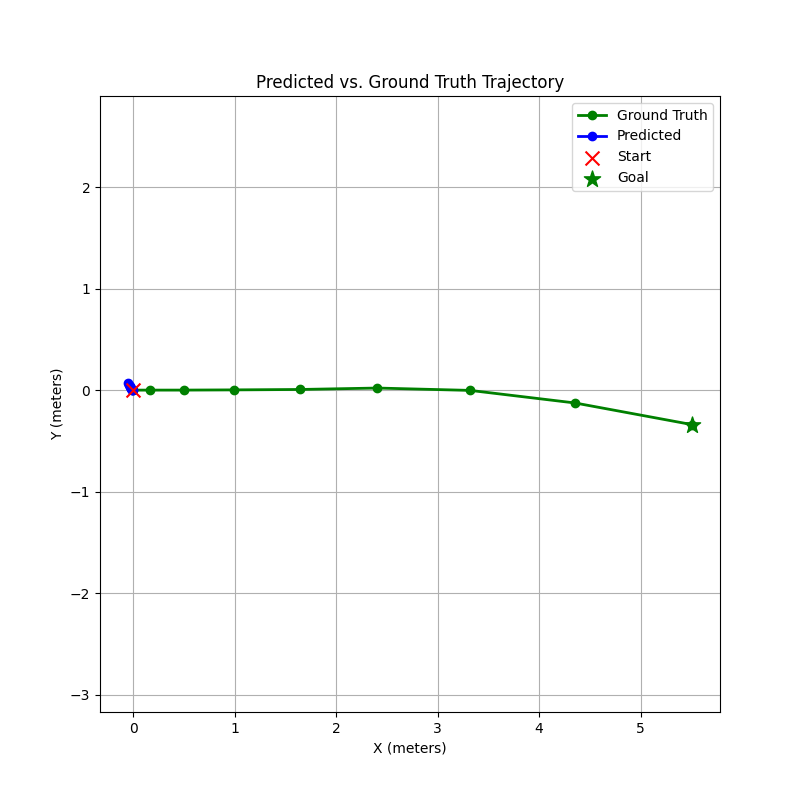 Predicted vs. Ground Truth Trajectory
Ground Truth
Predicted
Start
Goal
2
1
0
−1
−2
−3
Y (meters)
0 1 2 3 4 5
X (meters)